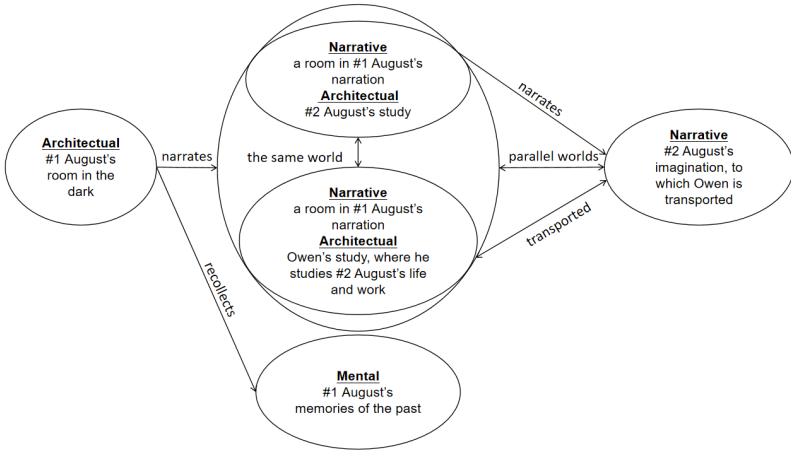 Narrative
a room in #1 August's
narration
Architectual
#2 August's study
narrates
Architectual
#1 August's
room in the
dark
narrates
the same world
parallel worlds
Narrative
#2 August's
imagination, to
which Owen is
transported
Narrative
a room in #1 August's
narration
Architectual
Owen's study, where he
studies #2 August's life
and work
transported
recollects
Mental
#1 August's
memories of the past